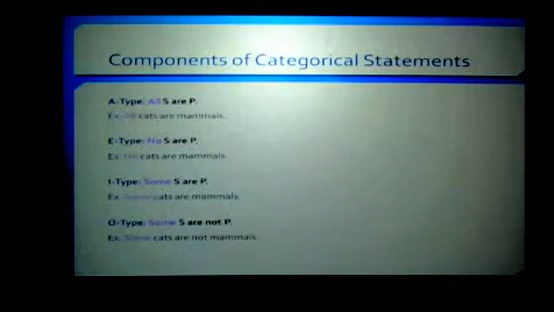 Components of Categorical Statements
A-Type: All S are P.
Ex. All cats are mammals.
E-Type: No S are P.
Ex. No cats are mammals.
I-Type: Some S are P.
Ex. Some cats are mammals.
O-Type: Some S are not P.
Ex. Some cats are not mammals.